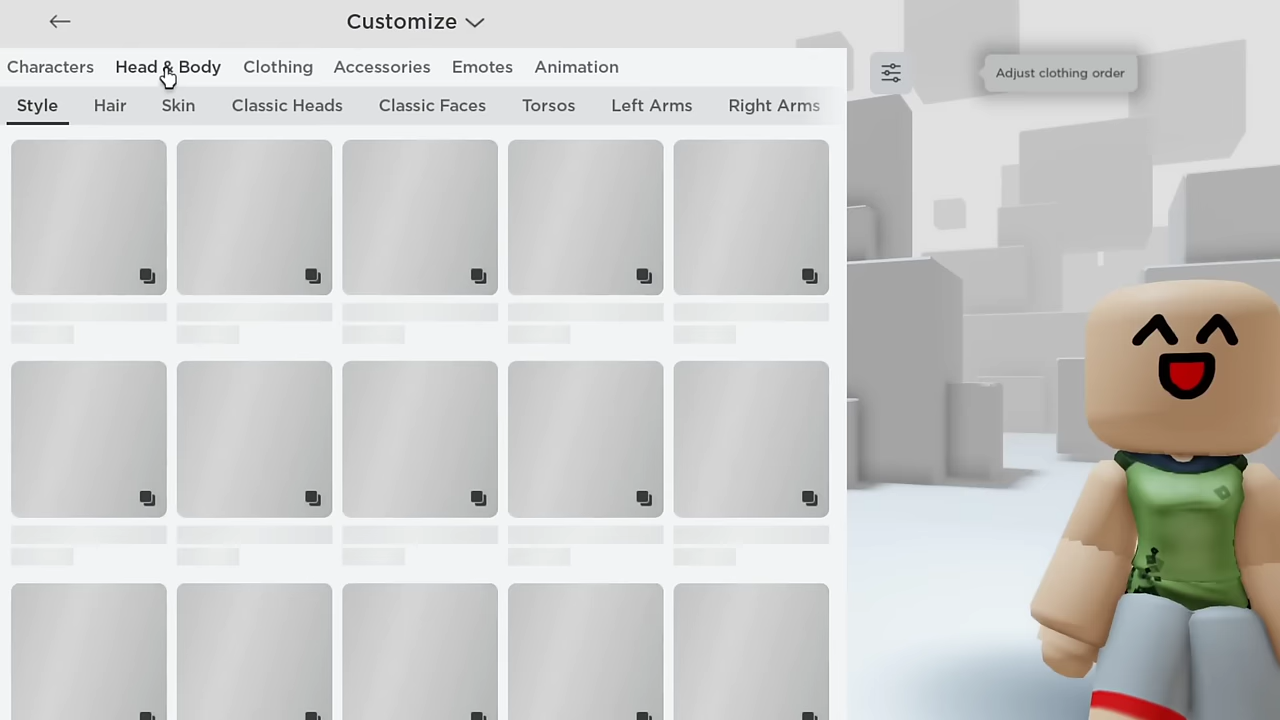 Customize
Characters Head & Body Clothing Accessories Emotes Animation
Adjust clothing order
Style Hair Skin Classic Heads Classic Faces Torsos Left Arms Right Arms